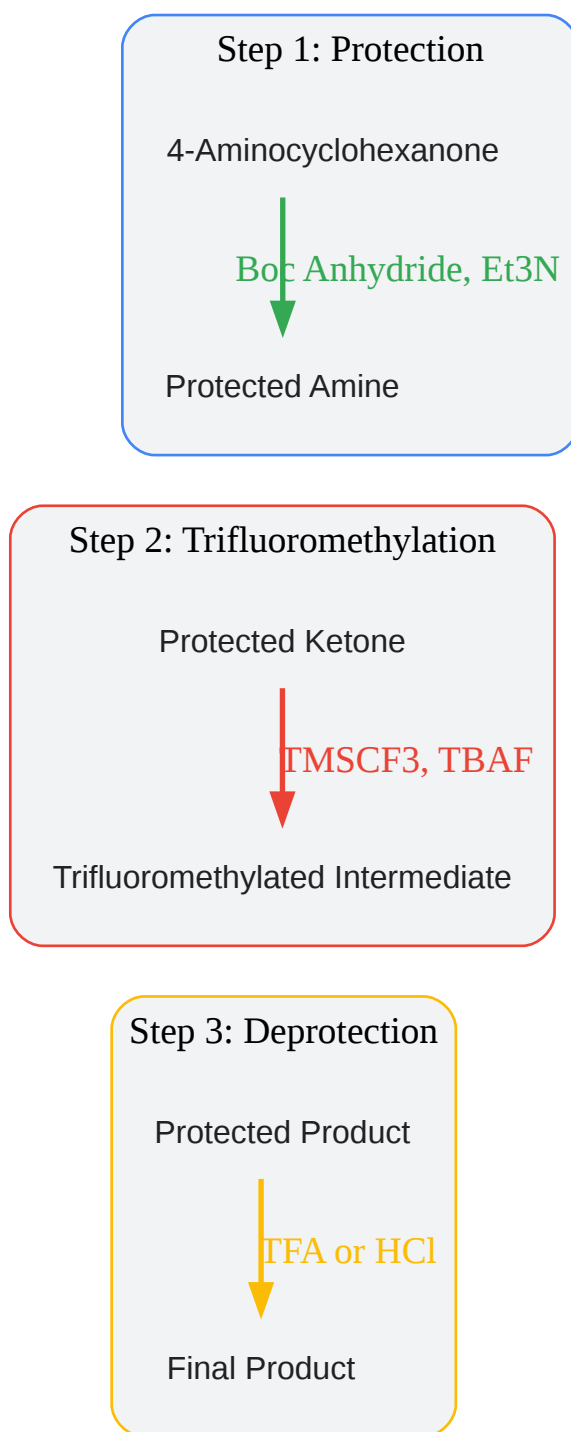 Step 1: Protection
4-Aminocyclohexanone
Boc Anhydride, Et3N
Protected Amine
Step 2: Trifluoromethylation
Protected Ketone
TMSCF3, TBAF
Trifluoromethylated Intermediate
Step 3: Deprotection
Protected Product
TFA or HCl
Final Product